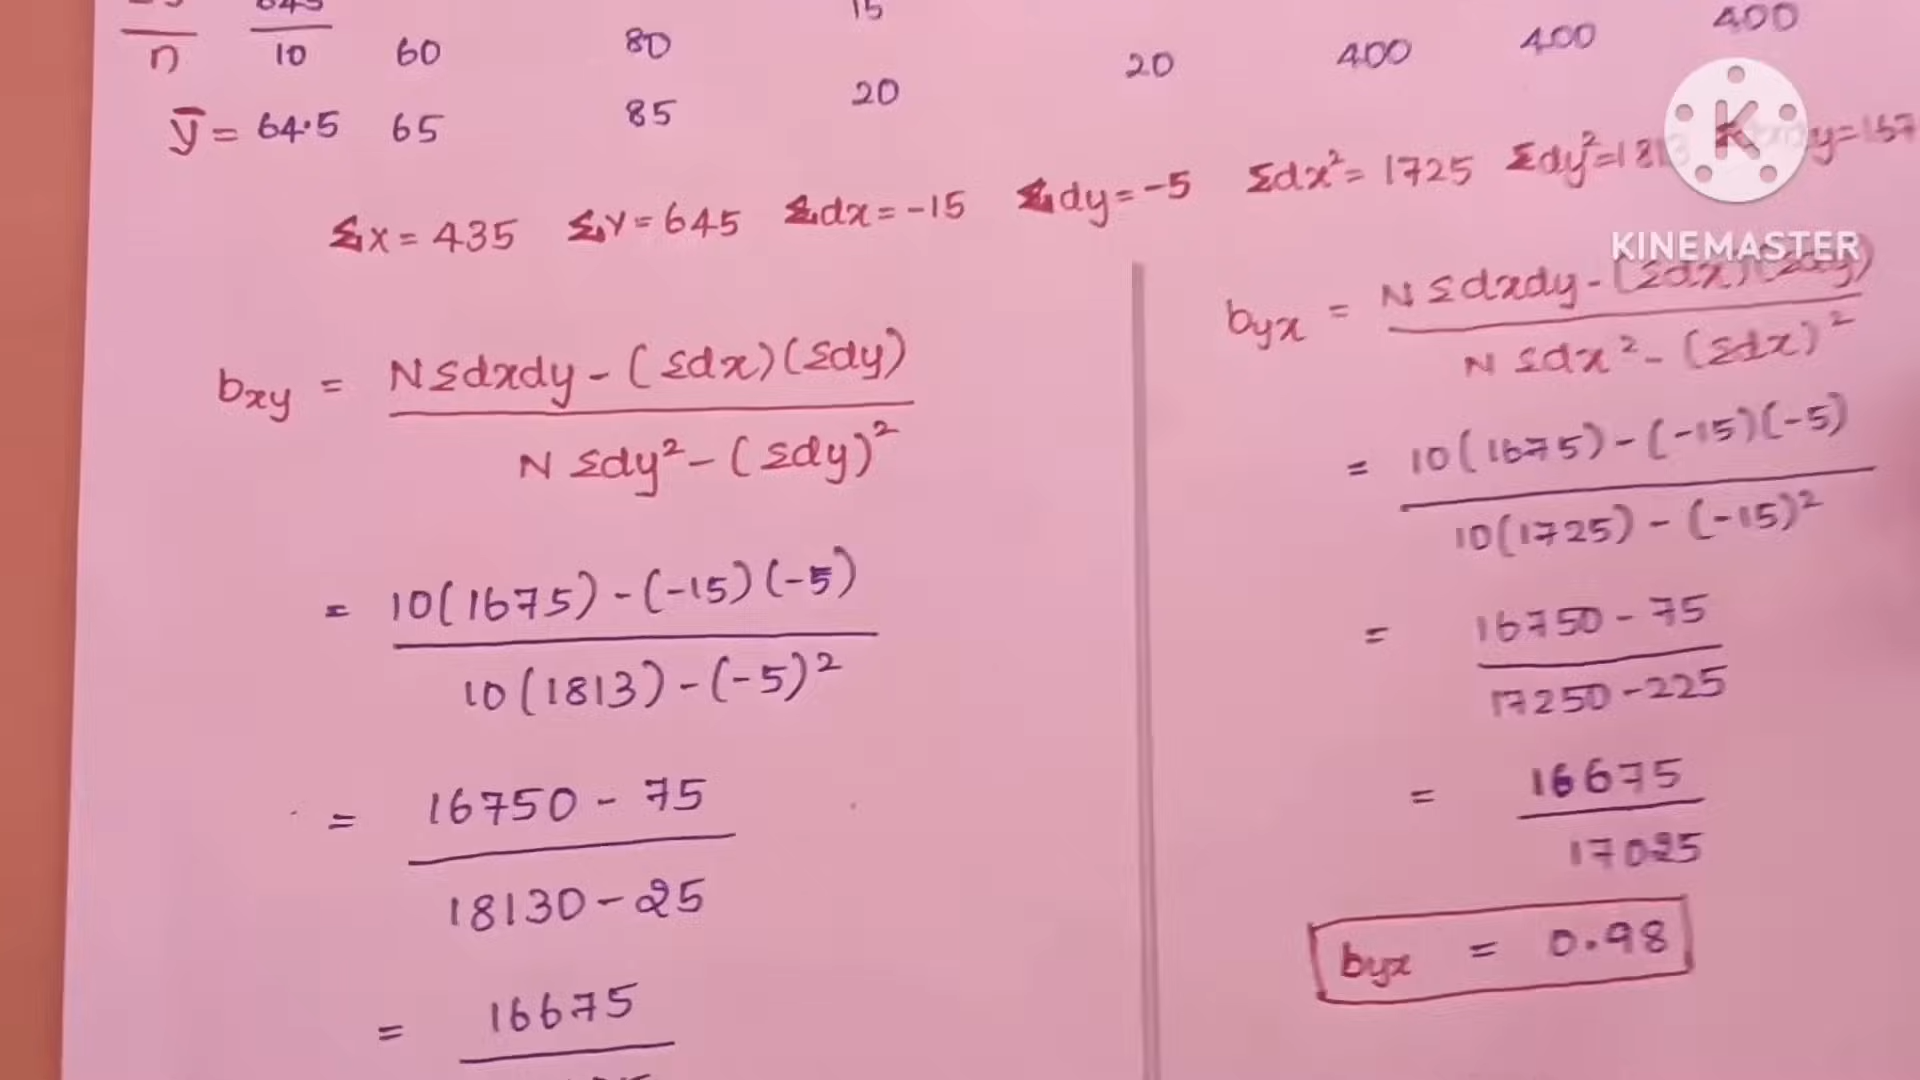 n 10 60 80 15 20 400 400 400
ȳ = 64.5 65 85 20
Σx = 435 Σy = 645 Σdx = -15 Σdy = -5 Σdx² = 1725 Σdy² =
KINEMASTER
bxy = NΣdxdy - (Σdx)(Σdy)
NΣdy² - (Σdy)²
= 10(1675) - (-15)(-5)
10(1813) - (-5)²
= 16750 - 75
18130 - 25
= 16675
byx = NΣdxdy - (Σdx)(Σdy)
NΣdx² - (Σdx)²
= 10(1675) - (-15)(-5)
10(1725) - (-15)²
= 16750 - 75
17250 - 225
= 16675
17025
byx = 0.98